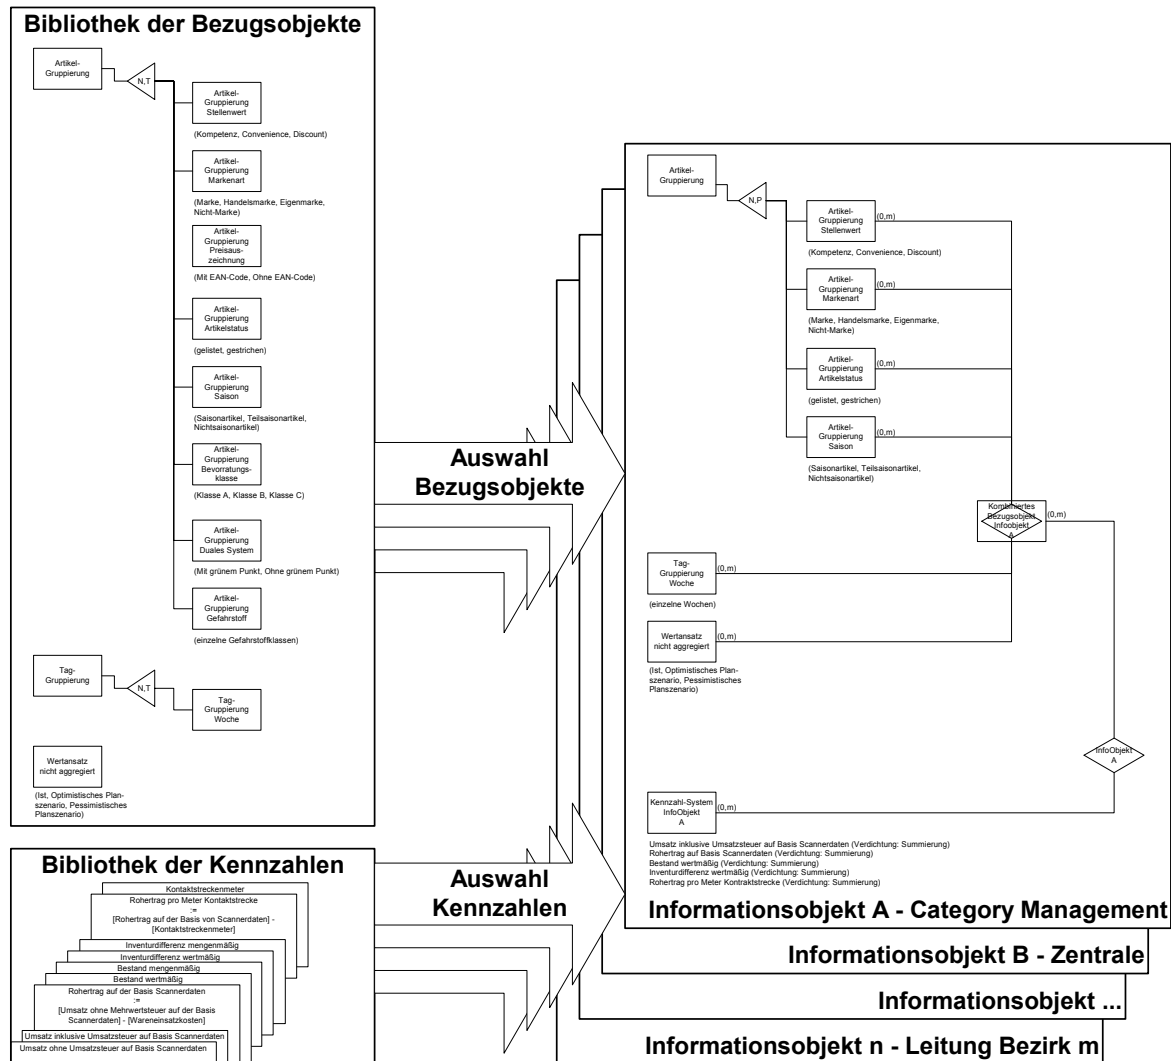 Bibliothek der Bezugsobjekte
Artikel-
Gruppierung
N,T
Artikel-
Gruppierung
Stellenwert
(Kompetenz, Convenience, Discount)
Artikel-
Gruppierung
Markenart
(Marke, Handelsmarke, Eigenmarke,
Nicht-Marke)
Artikel-
Gruppierung
Preisaus-
zeichnung
(Mit EAN-Code, Ohne EAN-Code)
Artikel-
Gruppierung
Artikelstatus
(gelistet, gestrichen)
Artikel-
Gruppierung
Saison
(Saisonartikel, Teilsaisonartikel,
Nichtsaisonartikel)
Artikel-
Gruppierung
Bevorratungs-
klasse
(Klasse A, Klasse B, Klasse C)
Artikel-
Gruppierung
Duales System
(Mit grünem Punkt, Ohne grünem Punkt)
Artikel-
Gruppierung
Gefahrstoff
(einzelne Gefahrstoffklassen)
Tag-
Gruppierung
N,T
Tag-
Gruppierung
Woche
Wertansatz
nicht aggregiert
(Ist, Optimistisches Plan-
szenario, Pessimistisches
Planszenario)
Bibliothek der Kennzahlen
Kontaktstreckenmeter
Rohertrag pro Meter Kontaktstrecke
:=
[Rohertrag auf der Basis von Scannerdaten] -
[Kontaktstreckenmeter]
Inventurdifferenz mengenmäßig
Inventurdifferenz wertmäßig
Bestand mengenmäßig
Bestand wertmäßig
Rohertrag auf der Basis Scannerdaten
:=
[Umsatz ohne Mehrwertsteuer auf der Basis
Scannerdaten] - [Wareneinsatzkosten]
Umsatz inklusive Umsatzsteuer auf Basis Scannerdaten
Umsatz ohne Umsatzsteuer auf Basis Scannerdaten
Auswahl
Bezugsobjekte
Auswahl
Kennzahlen
Artikel-
Gruppierung
N,P
Artikel-
Gruppierung
Stellenwert
(0,m)
(Kompetenz, Convenience, Discount)
Artikel-
Gruppierung
Markenart
(0,m)
(Marke, Handelsmarke, Eigenmarke,
Nicht-Marke)
Artikel-
Gruppierung
Artikelstatus
(0,m)
(gelistet, gestrichen)
Artikel-
Gruppierung
Saison
(0,m)
(Saisonartikel, Teilsaisonartikel,
Nichtsaisonartikel)
Kombiniertes
Bezugsobjekt
Infoobjekt
A
(0,m)
Tag-
Gruppierung
Woche
(0,m)
(einzelne Wochen)
Wertansatz
nicht aggregiert
(0,m)
(Ist, Optimistisches Plan-
szenario, Pessimistisches
Planszenario)
InfoObjekt
A
Kennzahl-System
InfoObjekt
A
(0,m)
Umsatz inklusive Umsatzsteuer auf Basis Scannerdaten (Verdichtung: Summierung)
Rohertrag auf Basis Scannerdaten (Verdichtung: Summierung)
Bestand wertmäßig (Verdichtung: Summierung)
Inventurdifferenz wertmäßig (Verdichtung: Summierung)
Rohertrag pro Meter Kontraktstrecke (Verdichtung: Summierung)
Informationsobjekt A - Category Management
Informationsobjekt B - Zentrale
Informationsobjekt ...
Informationsobjekt n - Leitung Bezirk m